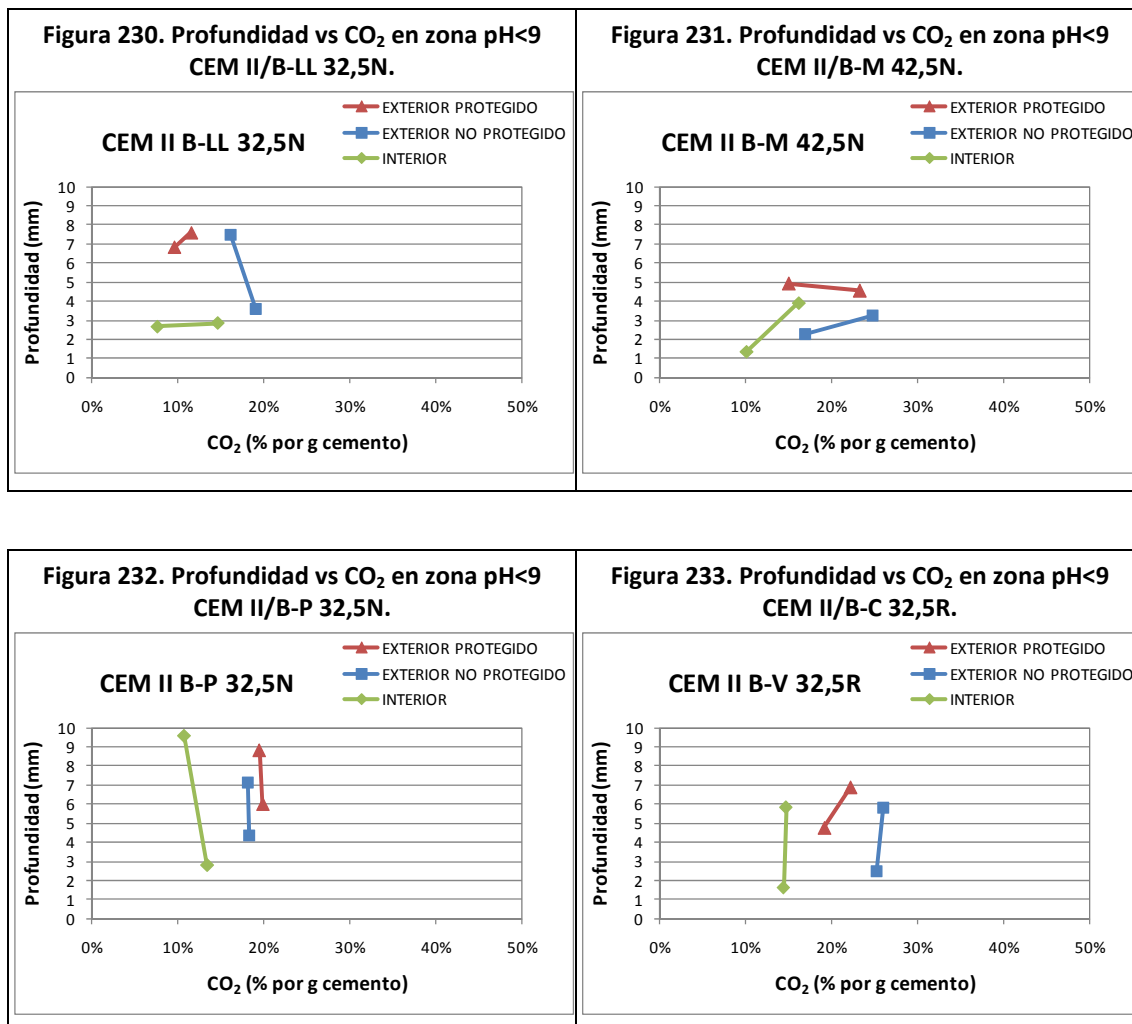 Figura 230. Profundidad vs CO₂ en zona pH<9
CEM II/B-LL 32,5N.
EXTERIOR PROTEGIDO
EXTERIOR NO PROTEGIDO
INTERIOR
CEM II B-LL 32,5N
Profundidad (mm)
10
9
8
7
6
5
4
3
2
1
0
0% 10% 20% 30% 40% 50%
CO₂ (% por g cemento)
Figura 231. Profundidad vs CO₂ en zona pH<9
CEM II/B-M 42,5N.
EXTERIOR PROTEGIDO
EXTERIOR NO PROTEGIDO
INTERIOR
CEM II B-M 42,5N
Profundidad (mm)
10
9
8
7
6
5
4
3
2
1
0
0% 10% 20% 30% 40% 50%
CO₂ (% por g cemento)
Figura 232. Profundidad vs CO₂ en zona pH<9
CEM II/B-P 32,5N.
EXTERIOR PROTEGIDO
EXTERIOR NO PROTEGIDO
INTERIOR
CEM II B-P 32,5N
Profundidad (mm)
10
9
8
7
6
5
4
3
2
1
0
0% 10% 20% 30% 40% 50%
CO₂ (% por g cemento)
Figura 233. Profundidad vs CO₂ en zona pH<9
CEM II/B-C 32,5R.
EXTERIOR PROTEGIDO
EXTERIOR NO PROTEGIDO
INTERIOR
CEM II B-V 32,5R
Profundidad (mm)
10
9
8
7
6
5
4
3
2
1
0
0% 10% 20% 30% 40% 50%
CO₂ (% por g cemento)